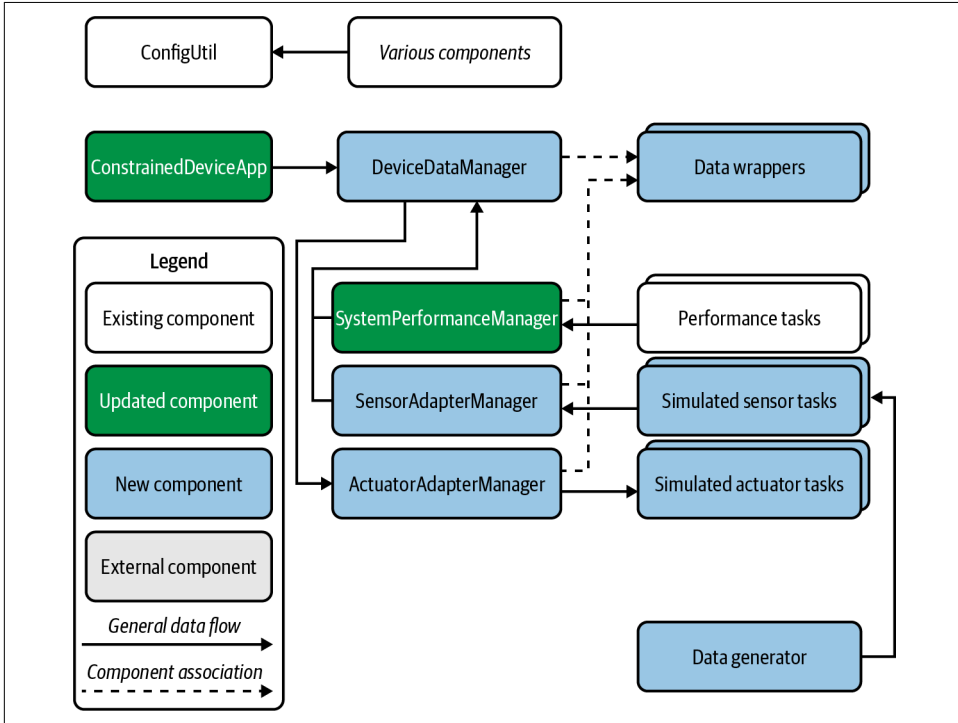 ConfigUtil
Various components
ConstrainedDeviceApp
DeviceDataManager
Data wrappers
Legend
Existing component
Updated component
New component
External component
General data flow
Component association
SystemPerformanceManager
Performance tasks
SensorAdapterManager
Simulated sensor tasks
ActuatorAdapterManager
Simulated actuator tasks
Data generator